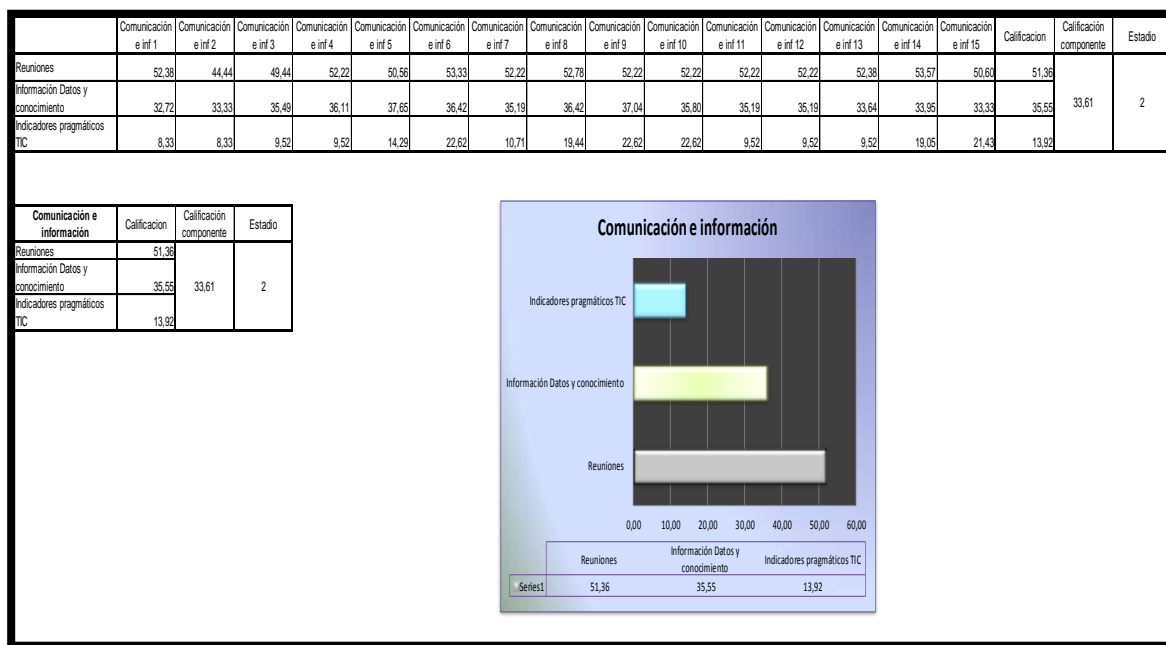 Comunicación e inf 1 Comunicación e inf 2 Comunicación e inf 3 Comunicación e inf 4 Comunicación e inf 5 Comunicación e inf 6 Comunicación e inf 7 Comunicación e inf 8 Comunicación e inf 9 Comunicación e inf 10 Comunicación e inf 11 Comunicación e inf 12 Comunicación e inf 13 Comunicación e inf 14 Comunicación e inf 15 Calificacion Calificación componente Estadio
Reuniones 52,38 44,44 49,44 52,22 50,56 53,33 52,22 52,78 52,22 52,22 52,22 52,22 52,38 53,57 50,60 51,36
Información Datos y
conocimiento 32,72 33,33 35,49 36,11 37,65 36,42 35,19 36,42 37,04 35,80 35,19 35,19 33,64 33,95 33,33 35,55 33,61 2
Indicadores pragmáticos
TIC 8,33 8,33 9,52 9,52 14,29 22,62 10,71 19,44 22,62 22,62 9,52 9,52 9,52 19,05 21,43 13,92
Comunicación e información Calificacion Calificación componente Estadio
Reuniones 51,36
Información Datos y
conocimiento 35,55 33,61 2
Indicadores pragmáticos
TIC 13,92
Comunicación e información
Indicadores pragmáticos TIC
Información Datos y conocimiento
Reuniones
0,00 10,00 20,00 30,00 40,00 50,00 60,00
Reuniones Información Datos y conocimiento Indicadores pragmáticos TIC
Series1 51,36 35,55 13,92